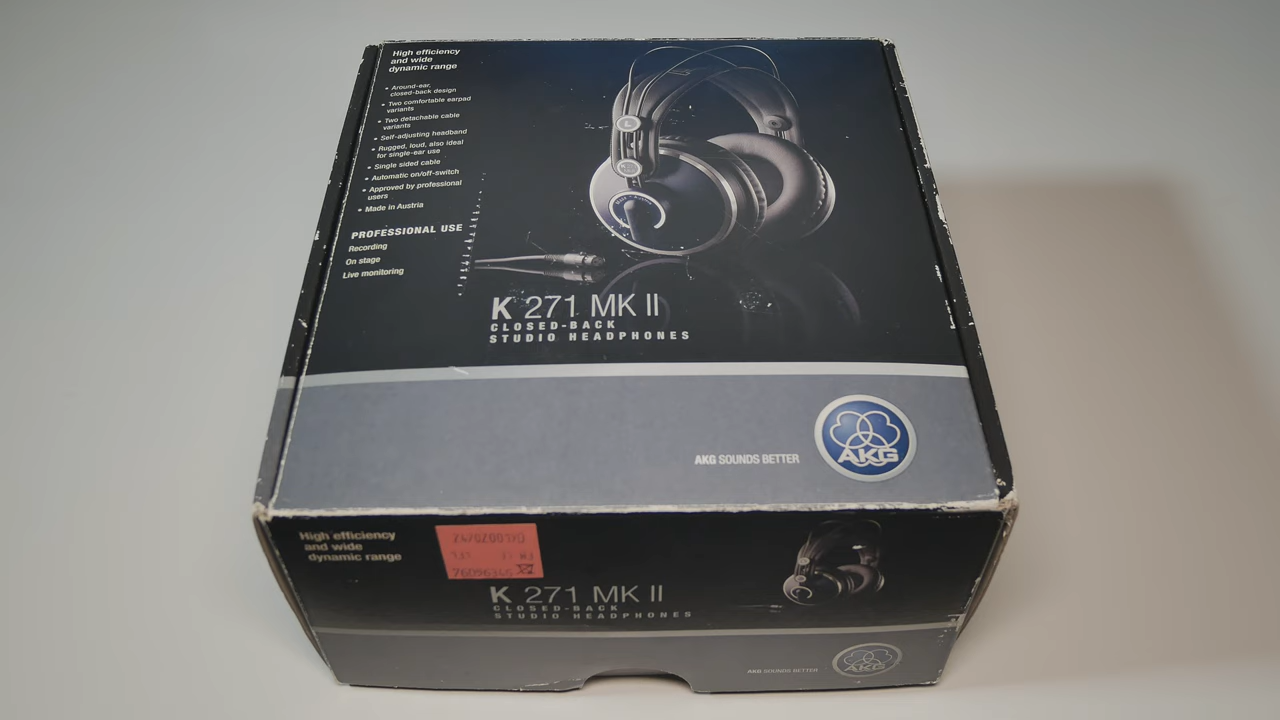 High efficiency
and wide
dynamic range
• Around-ear,
closed-back design
• Two comfortable earpad
variants
• Two detachable cable
variants
• Self-adjusting headband
• Rugged, loud, also ideal
for single-ear use
• Single sided cable
• Automatic on/off-switch
• Approved by professional
users
• Made in Austria
PROFESSIONAL USE
Recording
On stage
Live monitoring
L
K 271 MK II
CLOSED-BACK
STUDIO HEADPHONES
AKG SOUNDS BETTER
AKG
High efficiency
and wide
dynamic range
K 271 MK II
CLOSED-BACK
STUDIO HEADPHONES
AKG SOUNDS BETTER
AKG